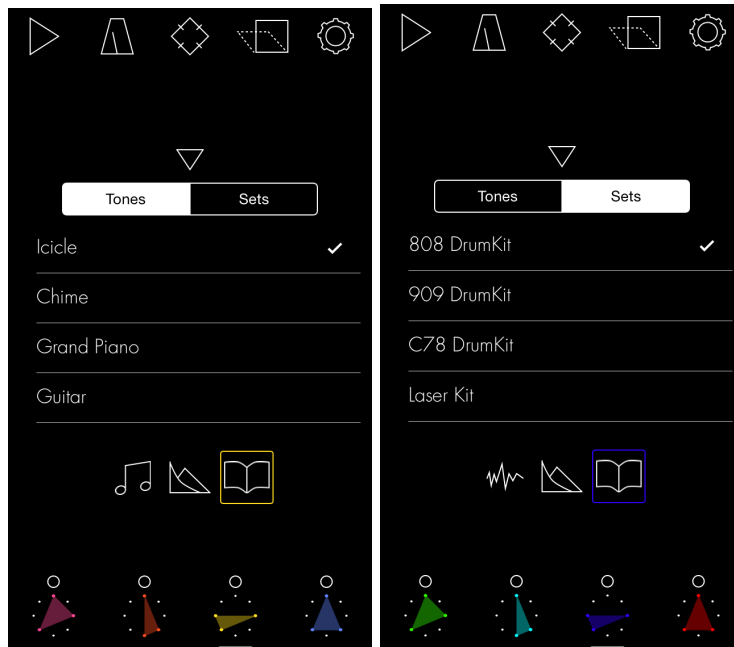 Tones Sets
Icicle
Chime
Grand Piano
Guitar
Tones Sets
808 DrumKit
909 DrumKit
C78 DrumKit
Laser Kit